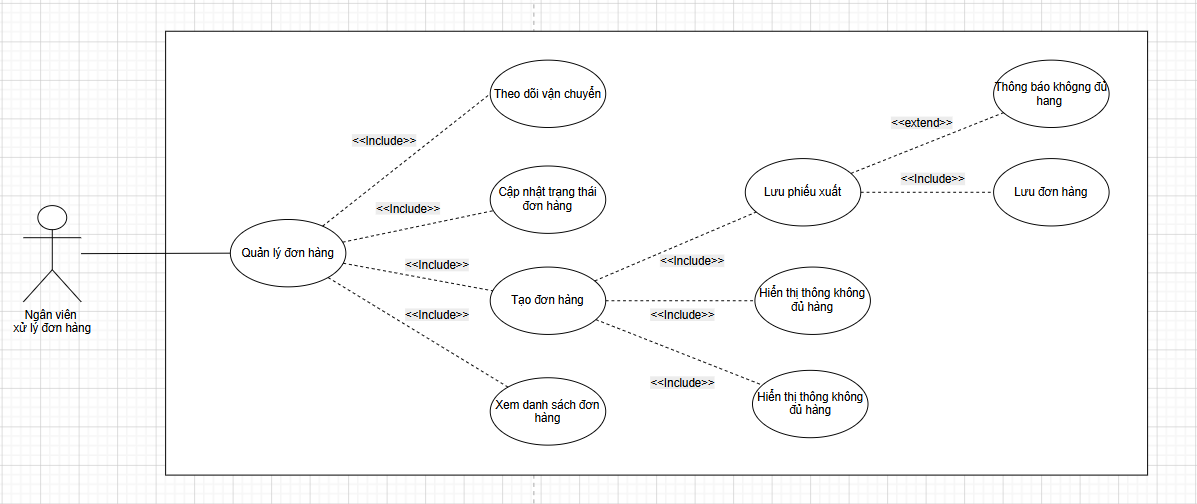 Theo dõi vận chuyển
<<Include>>
Cập nhật trạng thái
đơn hàng
<<Include>>
Quản lý đơn hàng
<<Include>>
Tạo đơn hàng
<<Include>>
Xem danh sách đơn
hàng
Ngân viên
xử lý đơn hàng
Thông báo khôgng đủ
hang
<<extend>>
Lưu phiếu xuất
<<Include>>
Lưu đơn hàng
<<Include>>
Hiển thị thông không
đủ hàng
<<Include>>
<<Include>>
Hiển thị thông không
đủ hàng